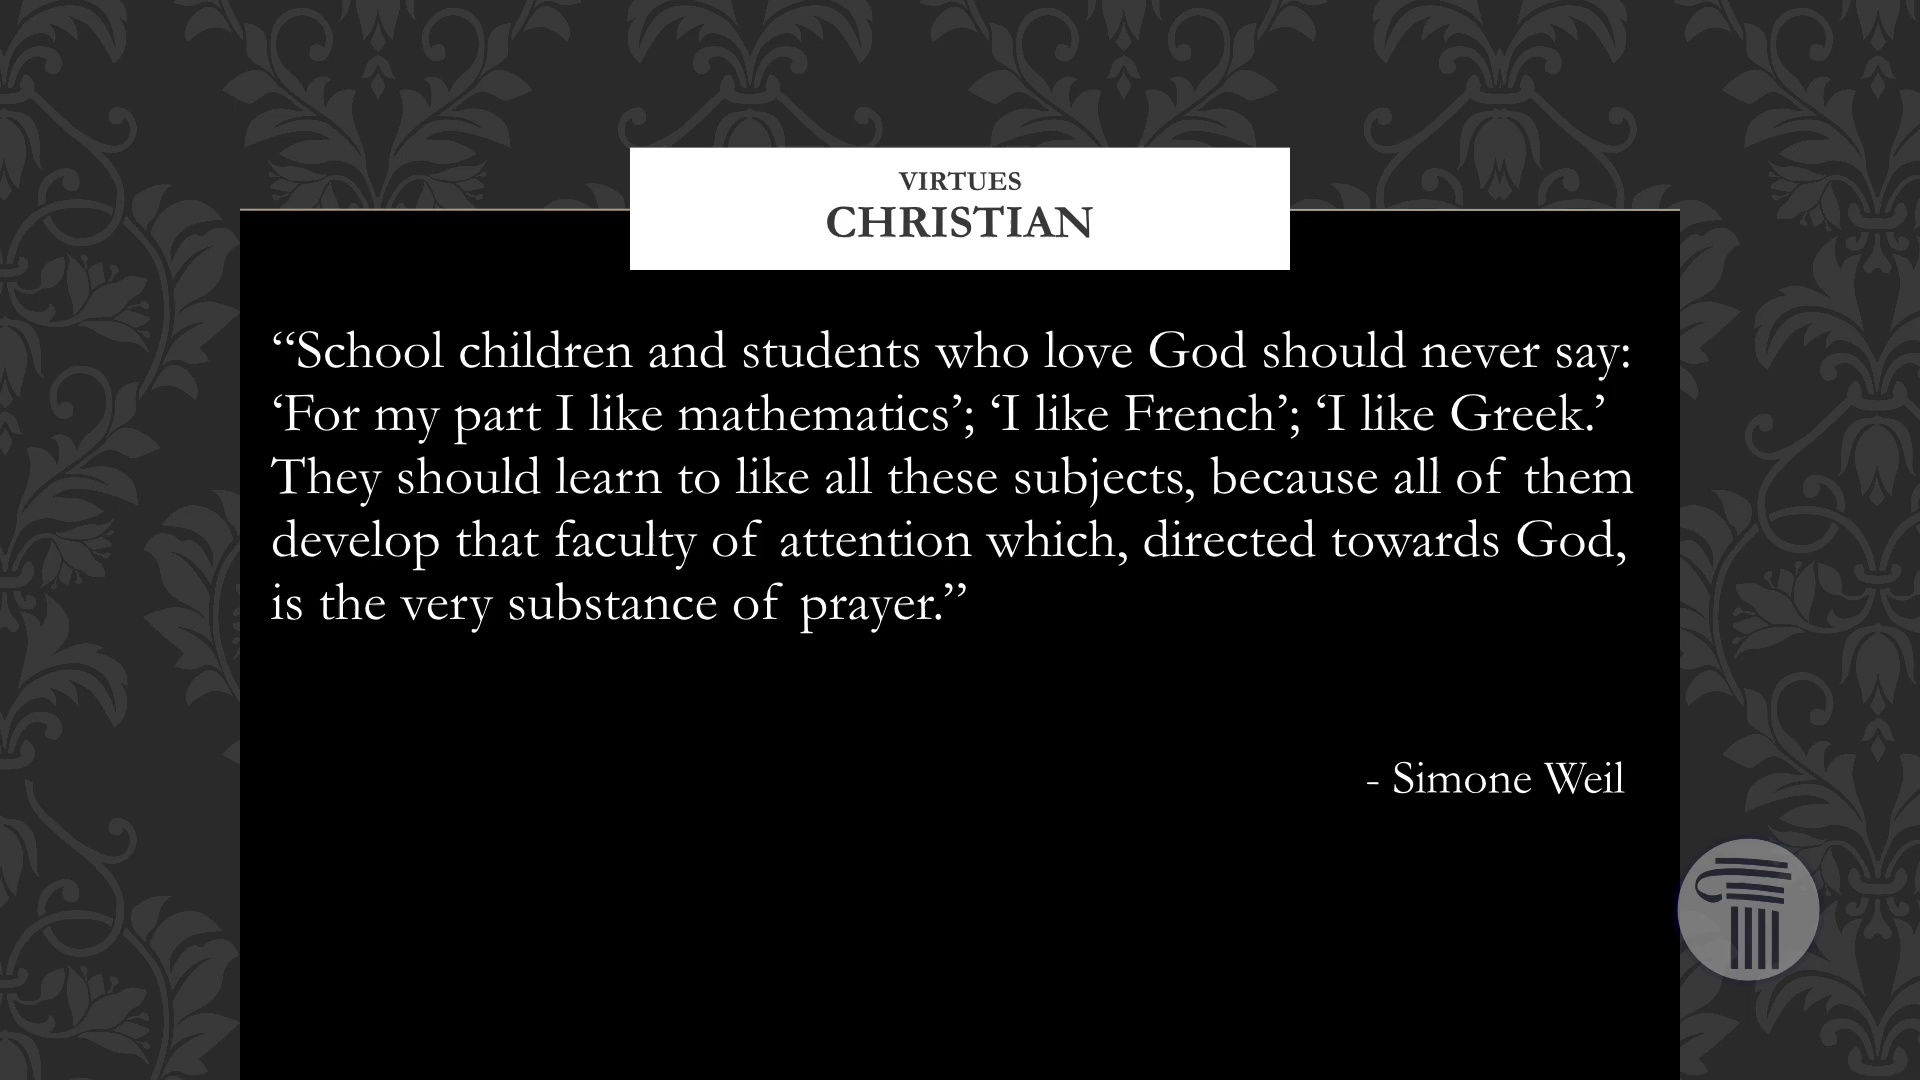 VIRTUES
CHRISTIAN
“School children and students who love God should never say:
‘For my part I like mathematics’; ‘I like French’; ‘I like Greek.’
They should learn to like all these subjects, because all of them
develop that faculty of attention which, directed towards God,
is the very substance of prayer.”
- Simone Weil